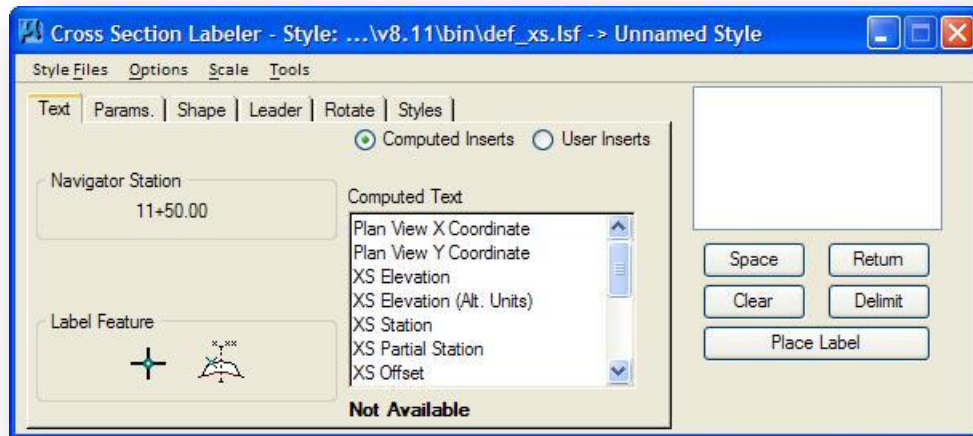 Cross Section Labeler - Style: ...\v8.11\bin\def_xs.lsf -> Unnamed Style
Style Files Options Scale Tools
Text Params. Shape Leader Rotate Styles
Computed Inserts User Inserts
Navigator Station
11+50.00
Computed Text
Plan View X Coordinate
Plan View Y Coordinate
XS Elevation
XS Elevation (Alt. Units)
XS Station
XS Partial Station
XS Offset
Not Available
Label Feature
Space Return
Clear Delimit
Place Label